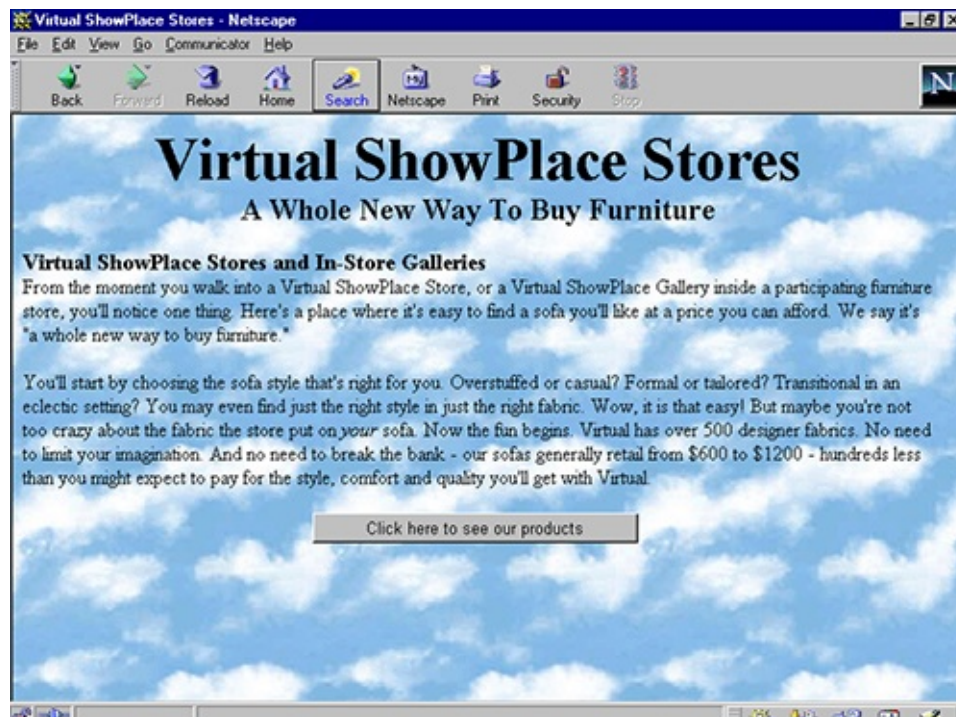 Virtual ShowPlace Stores - Netscape
File Edit View Go Communicator Help
Back Forward Reload Home Search Netscape Print Security Stop
N
Virtual ShowPlace Stores
A Whole New Way To Buy Furniture
Virtual ShowPlace Stores and In-Store Galleries
From the moment you walk into a Virtual ShowPlace Store, or a Virtual ShowPlace Gallery inside a participating furniture
store, you'll notice one thing. Here's a place where it's easy to find a sofa you'll like at a price you can afford. We say it's
"a whole new way to buy furniture."
You'll start by choosing the sofa style that's right for you. Overstuffed or casual? Formal or tailored? Transitional in an
eclectic setting? You may even find just the right style in just the right fabric. Wow, it is that easy! But maybe you're not
too crazy about the fabric the store put on your sofa. Now the fun begins. Virtual has over 500 designer fabrics. No need
to limit your imagination. And no need to break the bank - our sofas generally retail from $600 to $1200 - hundreds less
than you might expect to pay for the style, comfort and quality you'll get with Virtual.
Click here to see our products